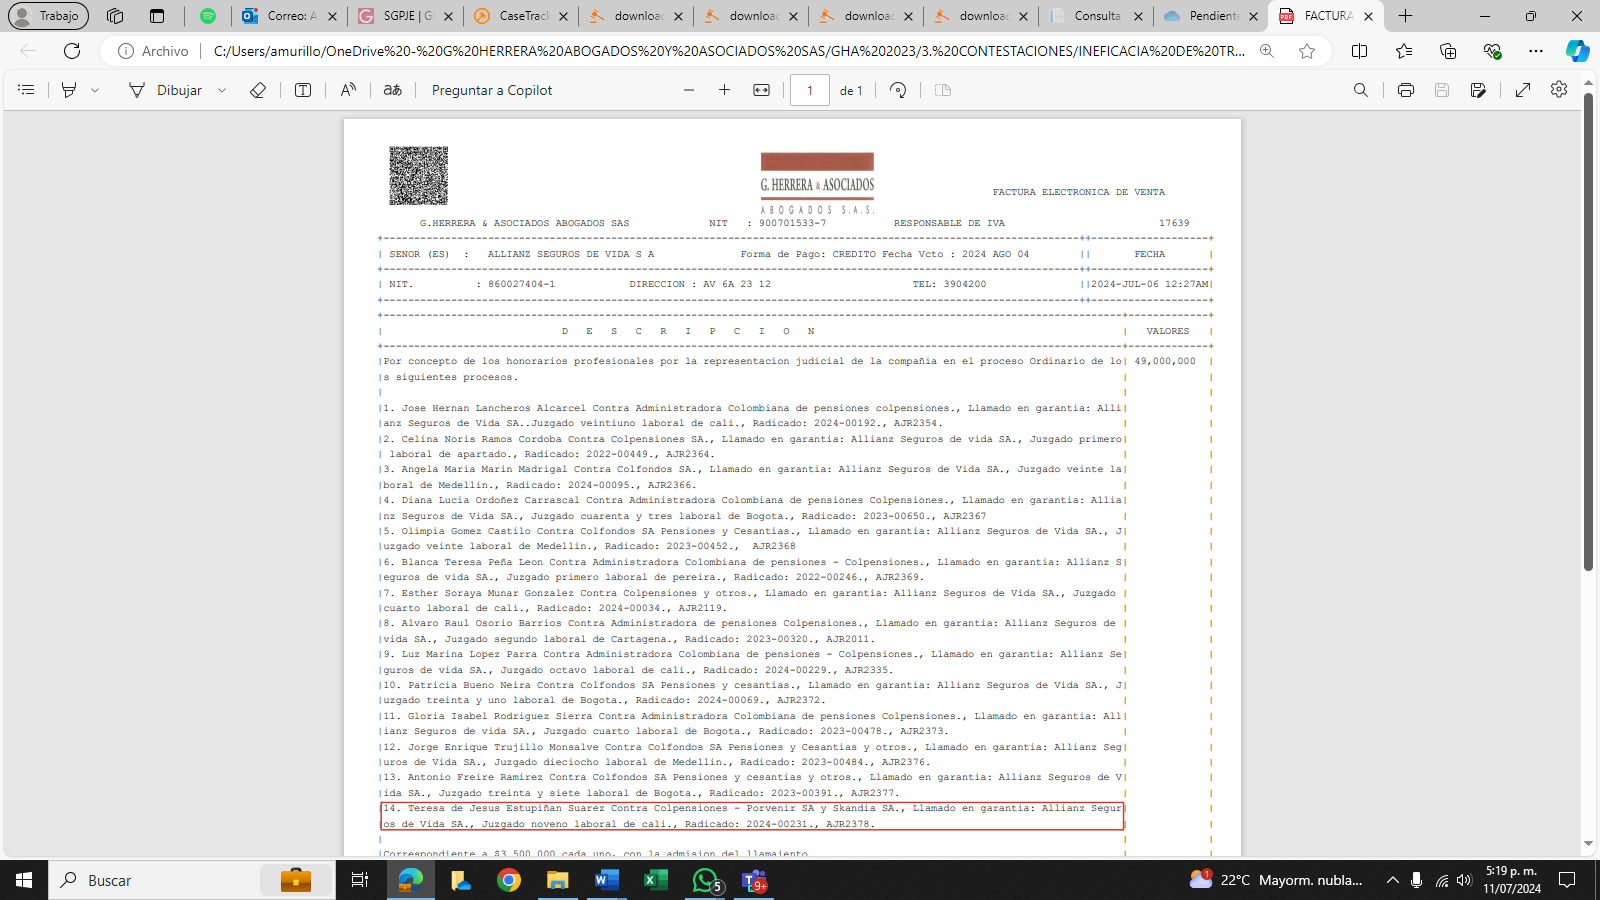 Trabajo
Correo: A
SGPJE | G
CaseTrack
download
download
download
download
Consulta
Pendiente
FACTURA
Archivo
C:/Users/amurillo/OneDrive%20-%20G%20HERRERA%20ABOGADOS%20Y%20ASOCIADOS%20SAS/GHA%202023/3.%20CONTESTACIONES/INEFICACIA%20DE%20TR...
Dibujar
aあ
Preguntar a Copilot
1 de 1
G. HERRERA & ASOCIADOS
ABOGADOS S.A.S.
FACTURA ELECTRONICA DE VENTA
G.HERRERA & ASOCIADOS ABOGADOS SAS NIT : 900701533-7 RESPONSABLE DE IVA 17639
SENOR (ES) : ALLIANZ SEGUROS DE VIDA S A Forma de Pago: CREDITO Fecha Vcto : 2024 AGO 04 FECHA
NIT. : 860027404-1 DIRECCION : AV 6A 23 12 TEL: 3904200 2024-JUL-06 12:27AM
D E S C R I P C I O N VALORES
Por concepto de los honorarios profesionales por la representacion judicial de la compañia en el proceso Ordinario de lo 49,000,000
s siguientes procesos.
1. Jose Hernan Lancheros Alcarcel Contra Administradora Colombiana de pensiones colpensiones., Llamado en garantia: Alli
anz Seguros de Vida SA..Juzgado veintiuno laboral de cali., Radicado: 2024-00192., AJR2354.
2. Celina Noris Ramos Cordoba Contra Colpensiones SA., Llamado en garantia: Allianz Seguros de vida SA., Juzgado primero
laboral de apartado., Radicado: 2022-00449., AJR2364.
3. Angela Maria Marin Madrigal Contra Colfondos SA., Llamado en garantia: Allianz Seguros de Vida SA., Juzgado veinte la
boral de Medellin., Radicado: 2024-00095., AJR2366.
4. Diana Lucia Ordoñez Carrascal Contra Administradora Colombiana de pensiones Colpensiones., Llamado en garantia: Allia
nz Seguros de Vida SA., Juzgado cuarenta y tres laboral de Bogota., Radicado: 2023-00650., AJR2367
5. Olimpia Gomez Castilo Contra Colfondos SA Pensiones y Cesantias., Llamado en garantia: Allianz Seguros de Vida SA., J
uzgado veinte laboral de Medellin., Radicado: 2023-00452., AJR2368
6. Blanca Teresa Peña Leon Contra Administradora Colombiana de pensiones - Colpensiones., Llamado en garantia: Allianz S
eguros de vida SA., Juzgado primero laboral de pereira., Radicado: 2022-00246., AJR2369.
7. Esther Soraya Munar Gonzalez Contra Colpensiones y otros., Llamado en garantia: Allianz Seguros de Vida SA., Juzgado
cuarto laboral de cali., Radicado: 2024-00034., AJR2119.
8. Alvaro Raul Osorio Barrios Contra Administradora de pensiones Colpensiones., Llamado en garantia: Allianz Seguros de
vida SA., Juzgado segundo laboral de Cartagena., Radicado: 2023-00320., AJR2011.
9. Luz Marina Lopez Parra Contra Administradora Colombiana de pensiones - Colpensiones., Llamado en garantia: Allianz Se
guros de vida SA., Juzgado octavo laboral de cali., Radicado: 2024-00229., AJR2335.
10. Patricia Bueno Neira Contra Colfondos SA Pensiones y cesantias., Llamado en garantia: Allianz Seguros de Vida SA., J
uzgado treinta y uno laboral de Bogota., Radicado: 2024-00069., AJR2372.
11. Gloria Isabel Rodriguez Sierra Contra Administradora Colombiana de pensiones Colpensiones., Llamado en garantia: All
ianz Seguros de vida SA., Juzgado cuarto laboral de Bogota., Radicado: 2023-00478., AJR2373.
12. Jorge Enrique Trujillo Monsalve Contra Colfondos SA Pensiones y Cesantias y otros., Llamado en garantia: Allianz Seg
uros de Vida SA., Juzgado dieciocho laboral de Medellin., Radicado: 2023-00484., AJR2376.
13. Antonio Freire Ramirez Contra Colfondos SA Pensiones y cesantias y otros., Llamado en garantia: Allianz Seguros de V
ida SA., Juzgado treinta y siete laboral de Bogota., Radicado: 2023-00391., AJR2377.
14. Teresa de Jesus Estupiñan Suarez Contra Colpensiones - Porvenir SA y Skandia SA., Llamado en garantia: Allianz Segur
os de Vida SA., Juzgado noveno laboral de cali., Radicado: 2024-00231., AJR2378.
Correspondiente a $3.500.000 cada uno, con la admision del llamaiento
Buscar
5
9+
1
22°C Mayorm. nubla...
5:19 p. m.
11/07/2024